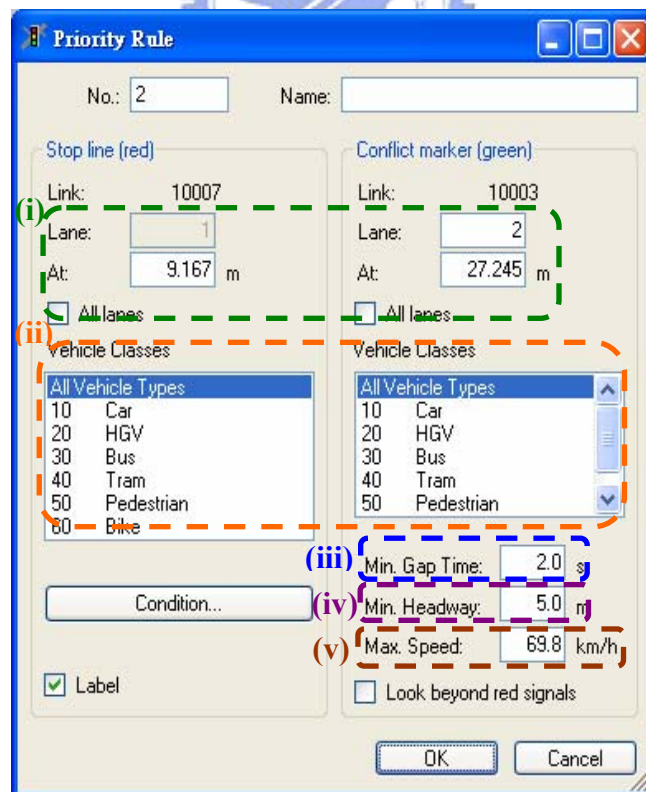 Priority Rule
No.: 2 Name:
Stop line (red)
Link: 10007
(i)
Lane: 1
At: 9.167 m
All lanes
(ii)
Vehicle Classes
All Vehicle Types
10 Car
20 HGV
30 Bus
40 Tram
50 Pedestrian
60 Bike
Condition...
Label
Conflict marker (green)
Link: 10003
Lane: 2
At: 27.245 m
All lanes
Vehicle Classes
All Vehicle Types
10 Car
20 HGV
30 Bus
40 Tram
50 Pedestrian
(iii) Min. Gap Time: 2.0 s
(iv) Min. Headway: 5.0 m
(v) Max. Speed: 69.8 km/h
Look beyond red signals
OK Cancel